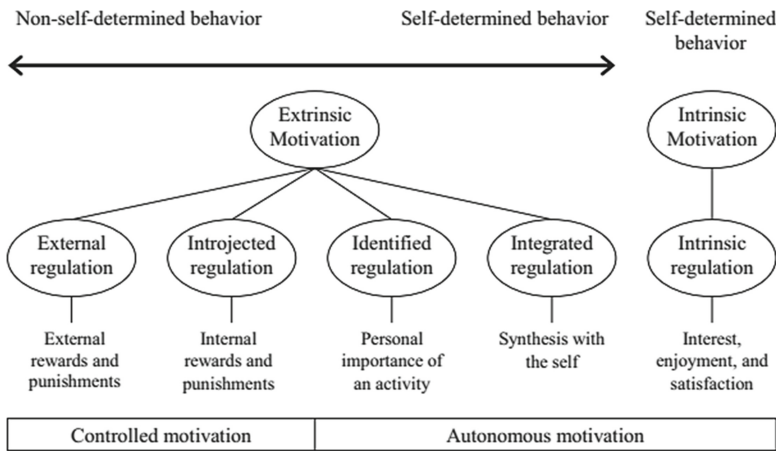 Non-self-determined behavior
Self-determined behavior
Self-determined
behavior
Extrinsic
Motivation
Intrinsic
Motivation
External
regulation
Introjected
regulation
Identified
regulation
Integrated
regulation
Intrinsic
regulation
External
rewards and
punishments
Internal
rewards and
punishments
Personal
importance of
an activity
Synthesis with
the self
Interest,
enjoyment, and
satisfaction
Controlled motivation
Autonomous motivation